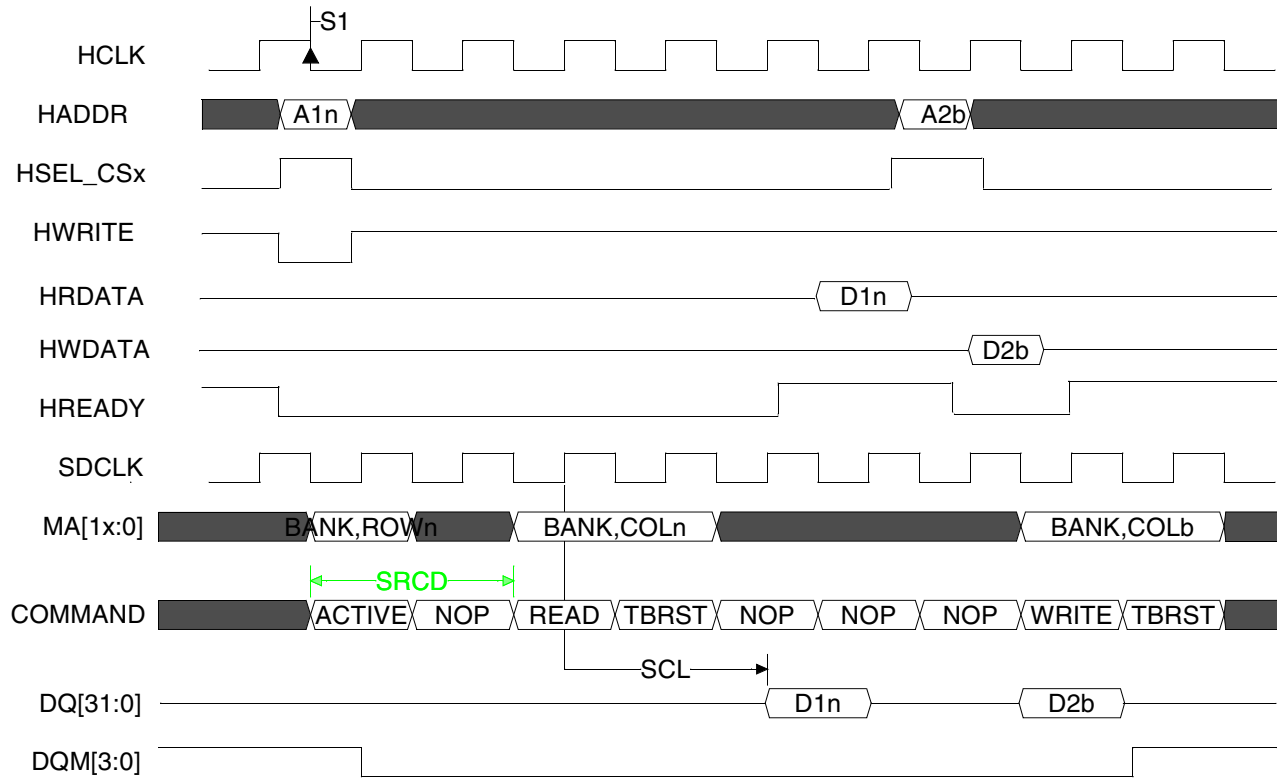 S1
HCLK
HADDR A1n A2b
HSEL_CSx
HWRITE
HRDATA D1n
HWDATA D2b
HREADY
SDCLK
MA[1x:0] BANK,ROWn BANK,COLn BANK,COLb
SRCD
COMMAND ACTIVE NOP READ TBRST NOP NOP NOP WRITE TBRST
SCL
DQ[31:0] D1n D2b
DQM[3:0]